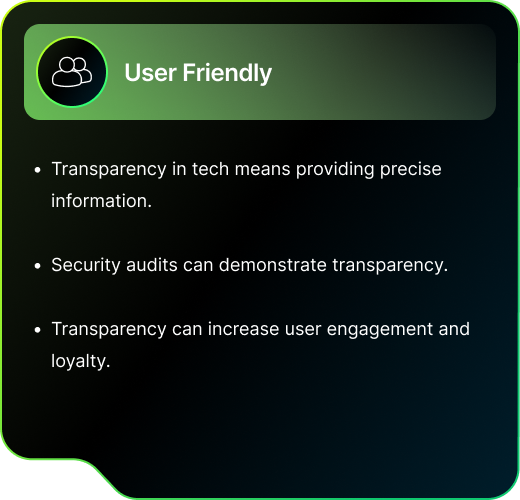 User Friendly
• Transparency in tech means providing precise
information.
• Security audits can demonstrate transparency.
• Transparency can increase user engagement and
loyalty.